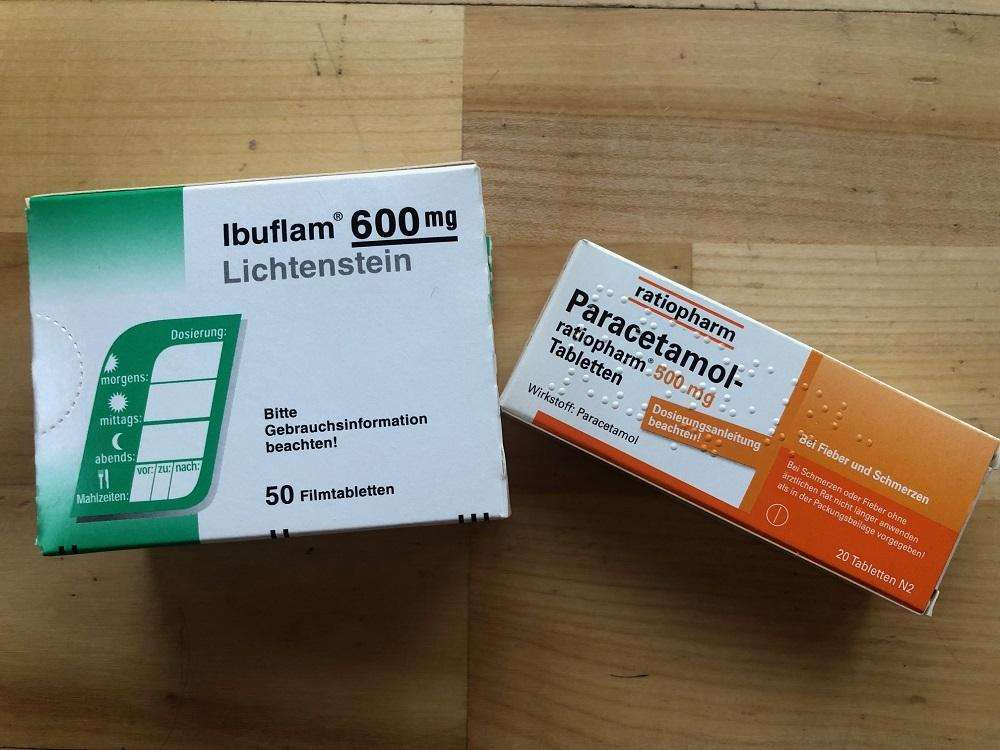 Ibuflam® 600 mg
Lichtenstein
Dosierung:
morgens:
mittags:
abends:
vor: zu: nach:
Mahlzeiten:
Bitte
Gebrauchsinformation
beachten!
50 Filmtabletten
ratiopharm
Paracetamol-
ratiopharm® 500 mg
Tabletten
Wirkstoff: Paracetamol
Dosierungsanleitung
beachten!
Bei Fieber und Schmerzen
Bei Schmerzen oder Fieber ohne
ärztlichen Rat nicht länger anwenden
als in der Packungsbeilage vorgegeben!
20 Tabletten N2